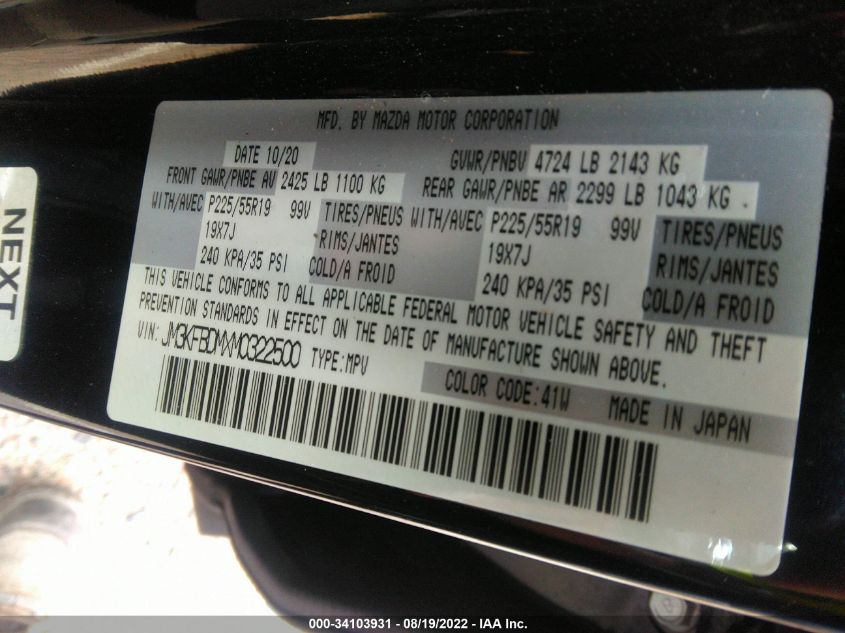 MFD. BY MAZDA MOTOR CORPORATION
DATE 10/20 GVWR/PNBV 4724 LB 2143 KG
FRONT GAWR/PNBE AV 2425 LB 1100 KG REAR GAWR/PNBE AR 2299 LB 1043 KG
WITH/AVEC P225/55R19 99V TIRES/PNEUS WITH/AVEC P225/55R19 99V TIRES/PNEUS
19X7J RIMS/JANTES 19X7J RIMS/JANTES
240 KPA/35 PSI COLD/A FROID 240 KPA/35 PSI COLD/A FROID
THIS VEHICLE CONFORMS TO ALL APPLICABLE FEDERAL MOTOR VEHICLE SAFETY AND THEFT
PREVENTION STANDARDS IN EFFECT ON THE DATE OF MANUFACTURE SHOWN ABOVE.
VIN: JM3KFBDMXM0322500 TYPE:MPV
COLOR CODE:41W MADE IN JAPAN
NEXT
000-34103931 - 08/19/2022 - IAA Inc.